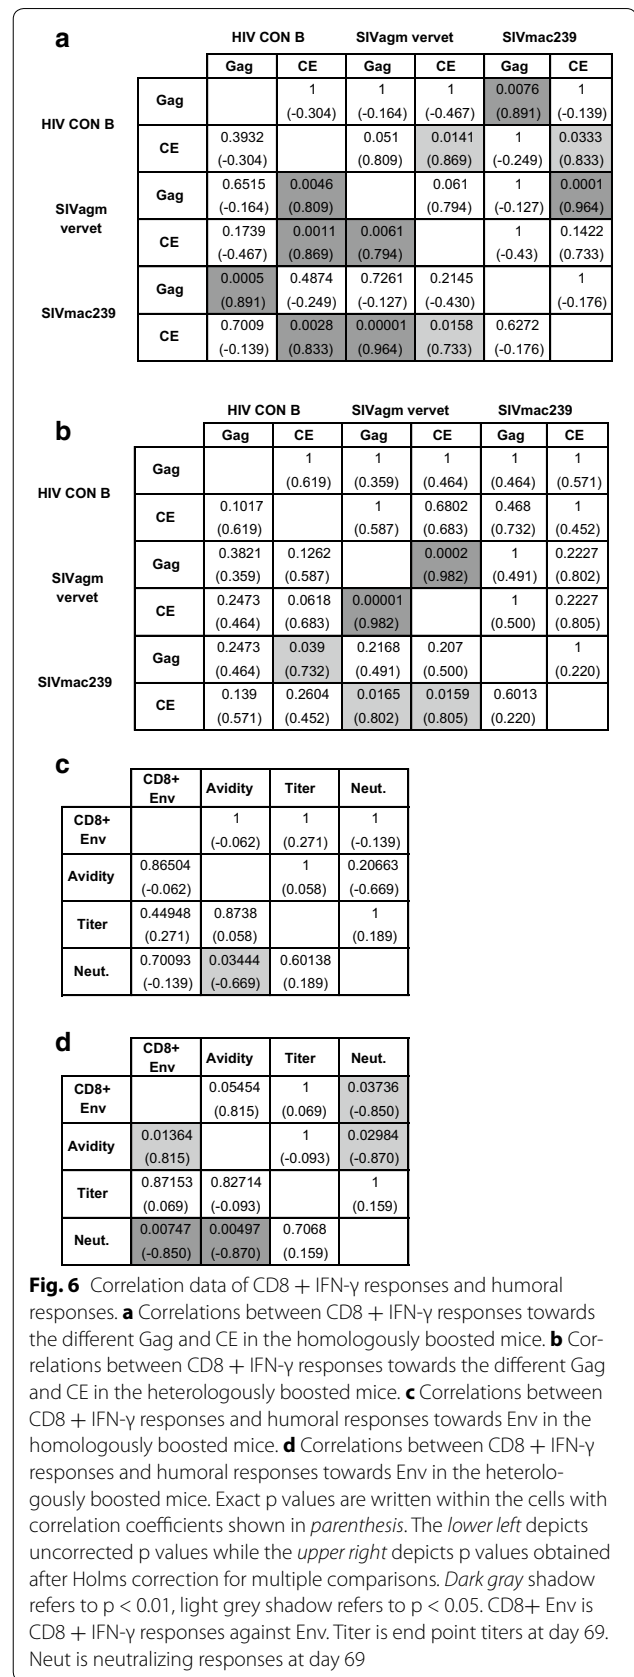 a
HIV CON B SIVagm vervet SIVmac239
Gag CE Gag CE Gag CE
HIV CON B Gag 1 1 1 0.0076 1
(-0.304) (-0.164) (-0.467) (0.891) (-0.139)
CE 0.3932 0.051 0.0141 1 0.0333
(-0.304) (0.809) (0.869) (-0.249) (0.833)
SIVagm vervet Gag 0.6515 0.0046 0.061 1 0.0001
(-0.164) (0.809) (0.794) (-0.127) (0.964)
CE 0.1739 0.0011 0.0061 1 0.1422
(-0.467) (0.869) (0.794) (-0.43) (0.733)
SIVmac239 Gag 0.0005 0.4874 0.7261 0.2145 1
(0.891) (-0.249) (-0.127) (-0.430) (-0.176)
CE 0.7009 0.0028 0.00001 0.0158 0.6272
(-0.139) (0.833) (0.964) (0.733) (-0.176)
b
HIV CON B SIVagm vervet SIVmac239
Gag CE Gag CE Gag CE
HIV CON B Gag 1 1 1 1 1
(0.619) (0.359) (0.464) (0.464) (0.571)
CE 0.1017 1 0.6802 0.468 1
(0.619) (0.587) (0.683) (0.732) (0.452)
SIVagm vervet Gag 0.3821 0.1262 0.0002 1 0.2227
(0.359) (0.587) (0.982) (0.491) (0.802)
CE 0.2473 0.0618 0.00001 1 0.2227
(0.464) (0.683) (0.982) (0.500) (0.805)
SIVmac239 Gag 0.2473 0.039 0.2168 0.207 1
(0.464) (0.732) (0.491) (0.500) (0.220)
CE 0.139 0.2604 0.0165 0.0159 0.6013
(0.571) (0.452) (0.802) (0.805) (0.220)
c
CD8+ Env Avidity Titer Neut.
CD8+ Env 1 1 1
(-0.062) (0.271) (-0.139)
Avidity 0.86504 1 0.20663
(-0.062) (0.058) (-0.669)
Titer 0.44948 0.8738 1
(0.271) (0.058) (0.189)
Neut. 0.70093 0.03444 0.60138
(-0.139) (-0.669) (0.189)
d
CD8+ Env Avidity Titer Neut.
CD8+ Env 0.05454 1 0.03736
(0.815) (0.069) (-0.850)
Avidity 0.01364 1 0.02984
(0.815) (-0.093) (-0.870)
Titer 0.87153 0.82714 1
(0.069) (-0.093) (0.159)
Neut. 0.00747 0.00497 0.7068
(-0.850) (-0.870) (0.159)
Fig. 6 Correlation data of CD8 + IFN-γ responses and humoral
responses. a Correlations between CD8 + IFN-γ responses towards
the different Gag and CE in the homologously boosted mice. b Cor-
relations between CD8 + IFN-γ responses towards the different Gag
and CE in the heterologously boosted mice. c Correlations between
CD8 + IFN-γ responses and humoral responses towards Env in the
homologously boosted mice. d Correlations between CD8 + IFN-γ
responses and humoral responses towards Env in the heterolo-
gously boosted mice. Exact p values are written within the cells with
correlation coefficients shown in parenthesis. The lower left depicts
uncorrected p values while the upper right depicts p values obtained
after Holms correction for multiple comparisons. Dark gray shadow
refers to p < 0.01, light grey shadow refers to p < 0.05. CD8+ Env is
CD8 + IFN-γ responses against Env. Titer is end point titers at day 69.
Neut is neutralizing responses at day 69